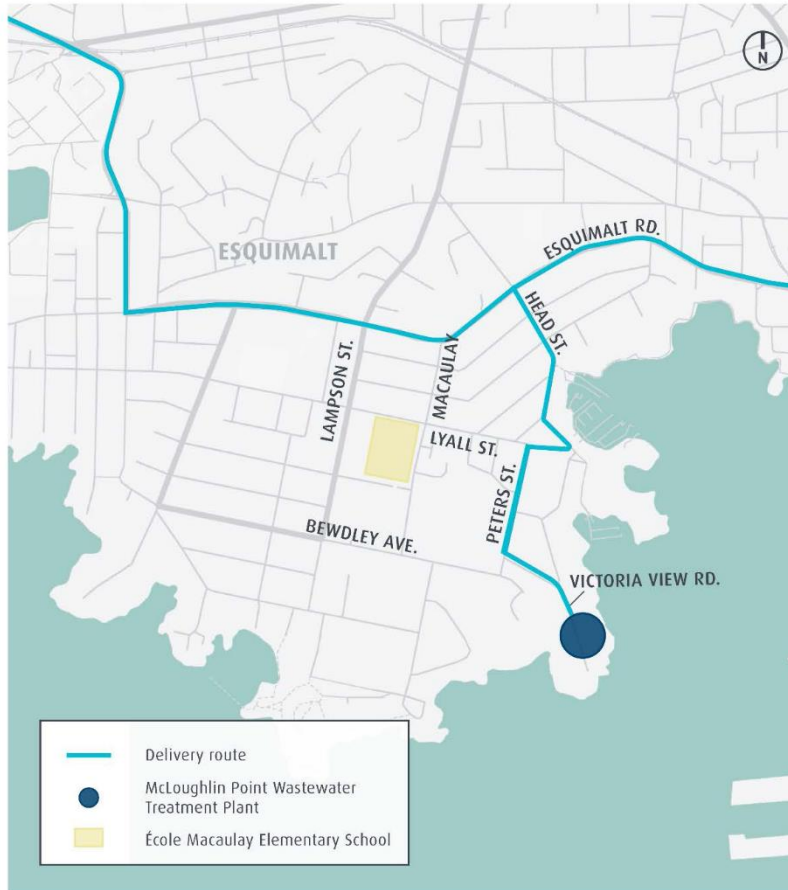 N
ESQUIMALT RD.
ESQUIMALT
HEAD ST.
LAMPSON ST.
MACAULAY
LYALL ST.
PETERS ST.
BEWDLEY AVE.
VICTORIA VIEW RD.
Delivery route
McLoughlin Point Wastewater
Treatment Plant
École Macaulay Elementary School